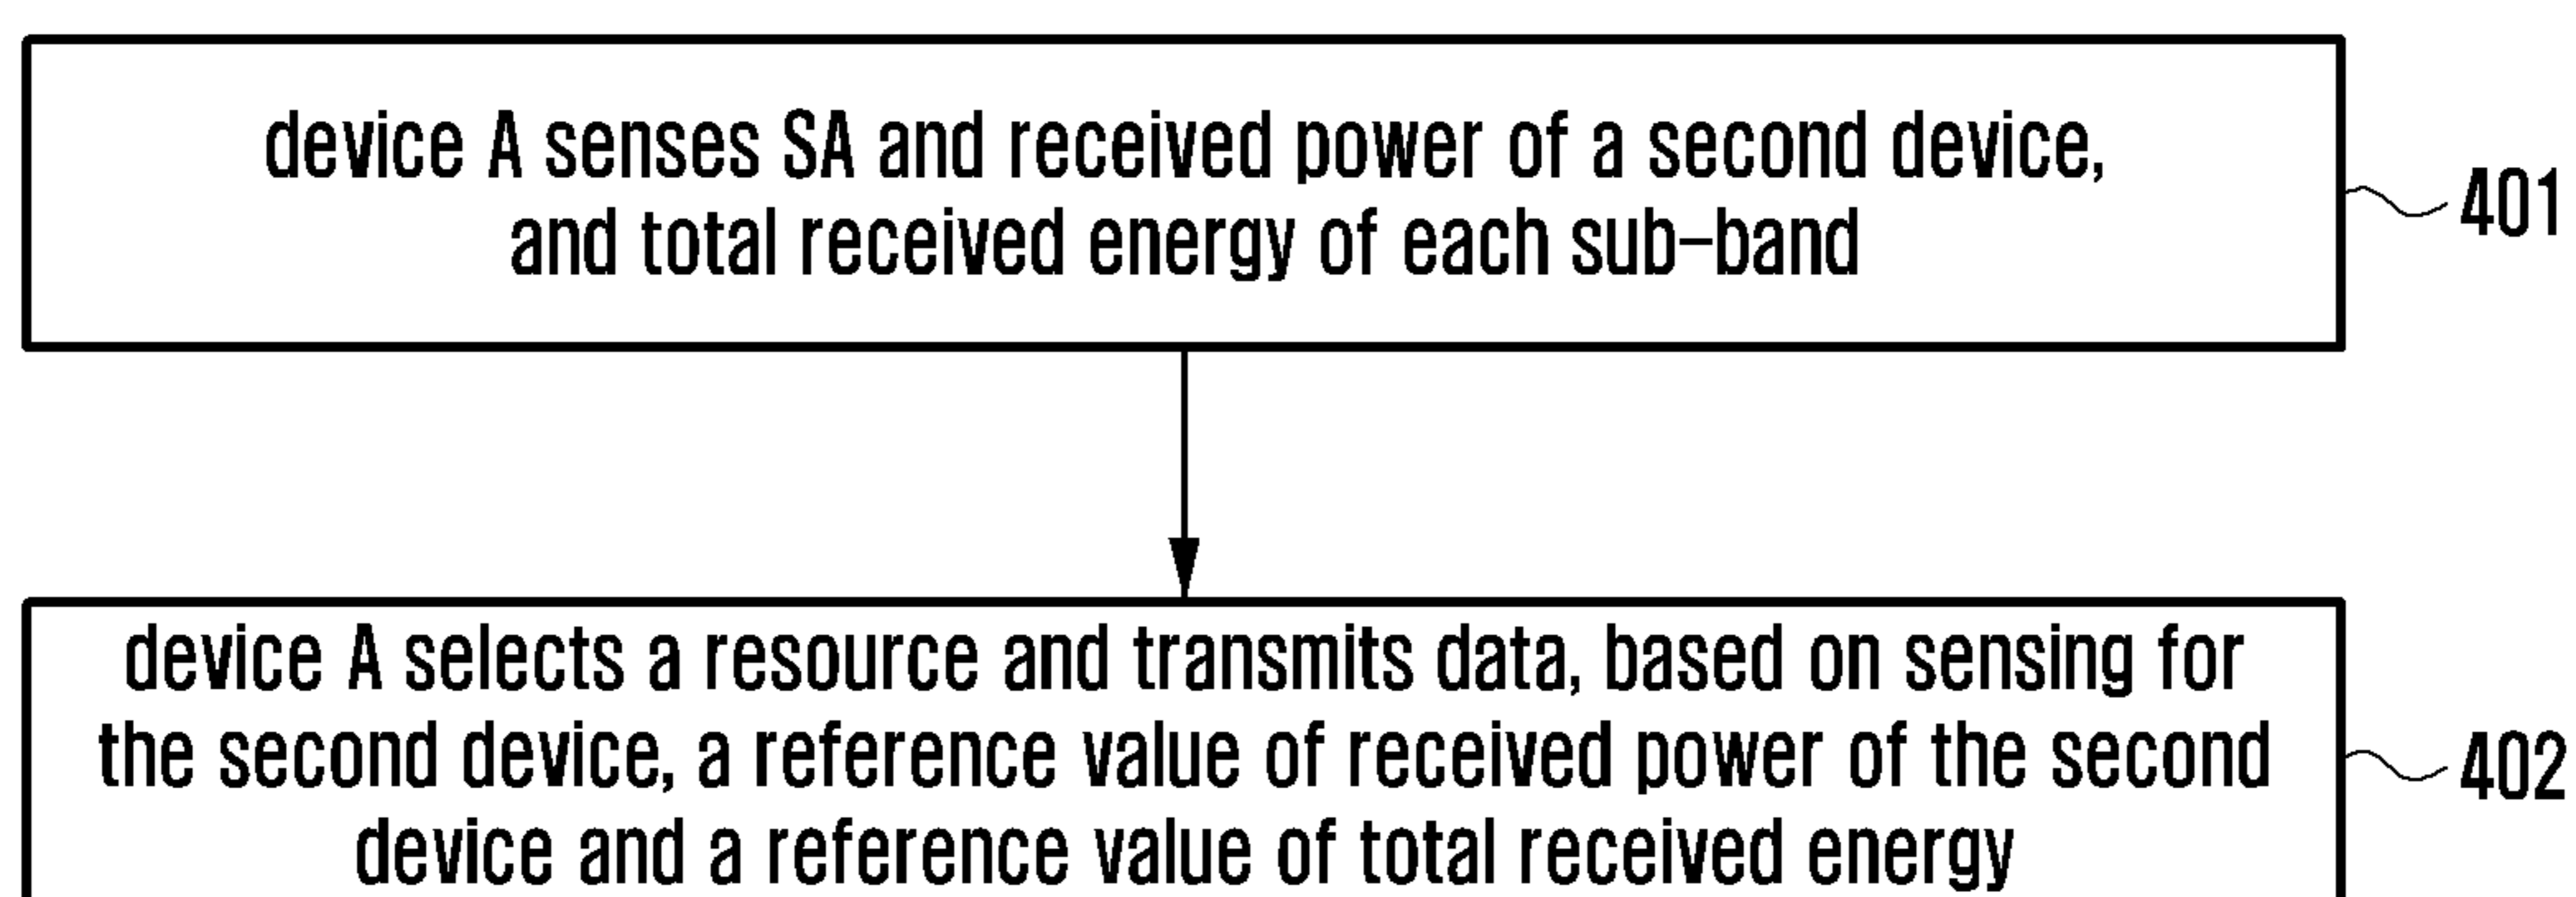 device A senses SA and received power of a second device,
and total received energy of each sub-band
401
device A selects a resource and transmits data, based on sensing for
the second device, a reference value of received power of the second
device and a reference value of total received energy
402